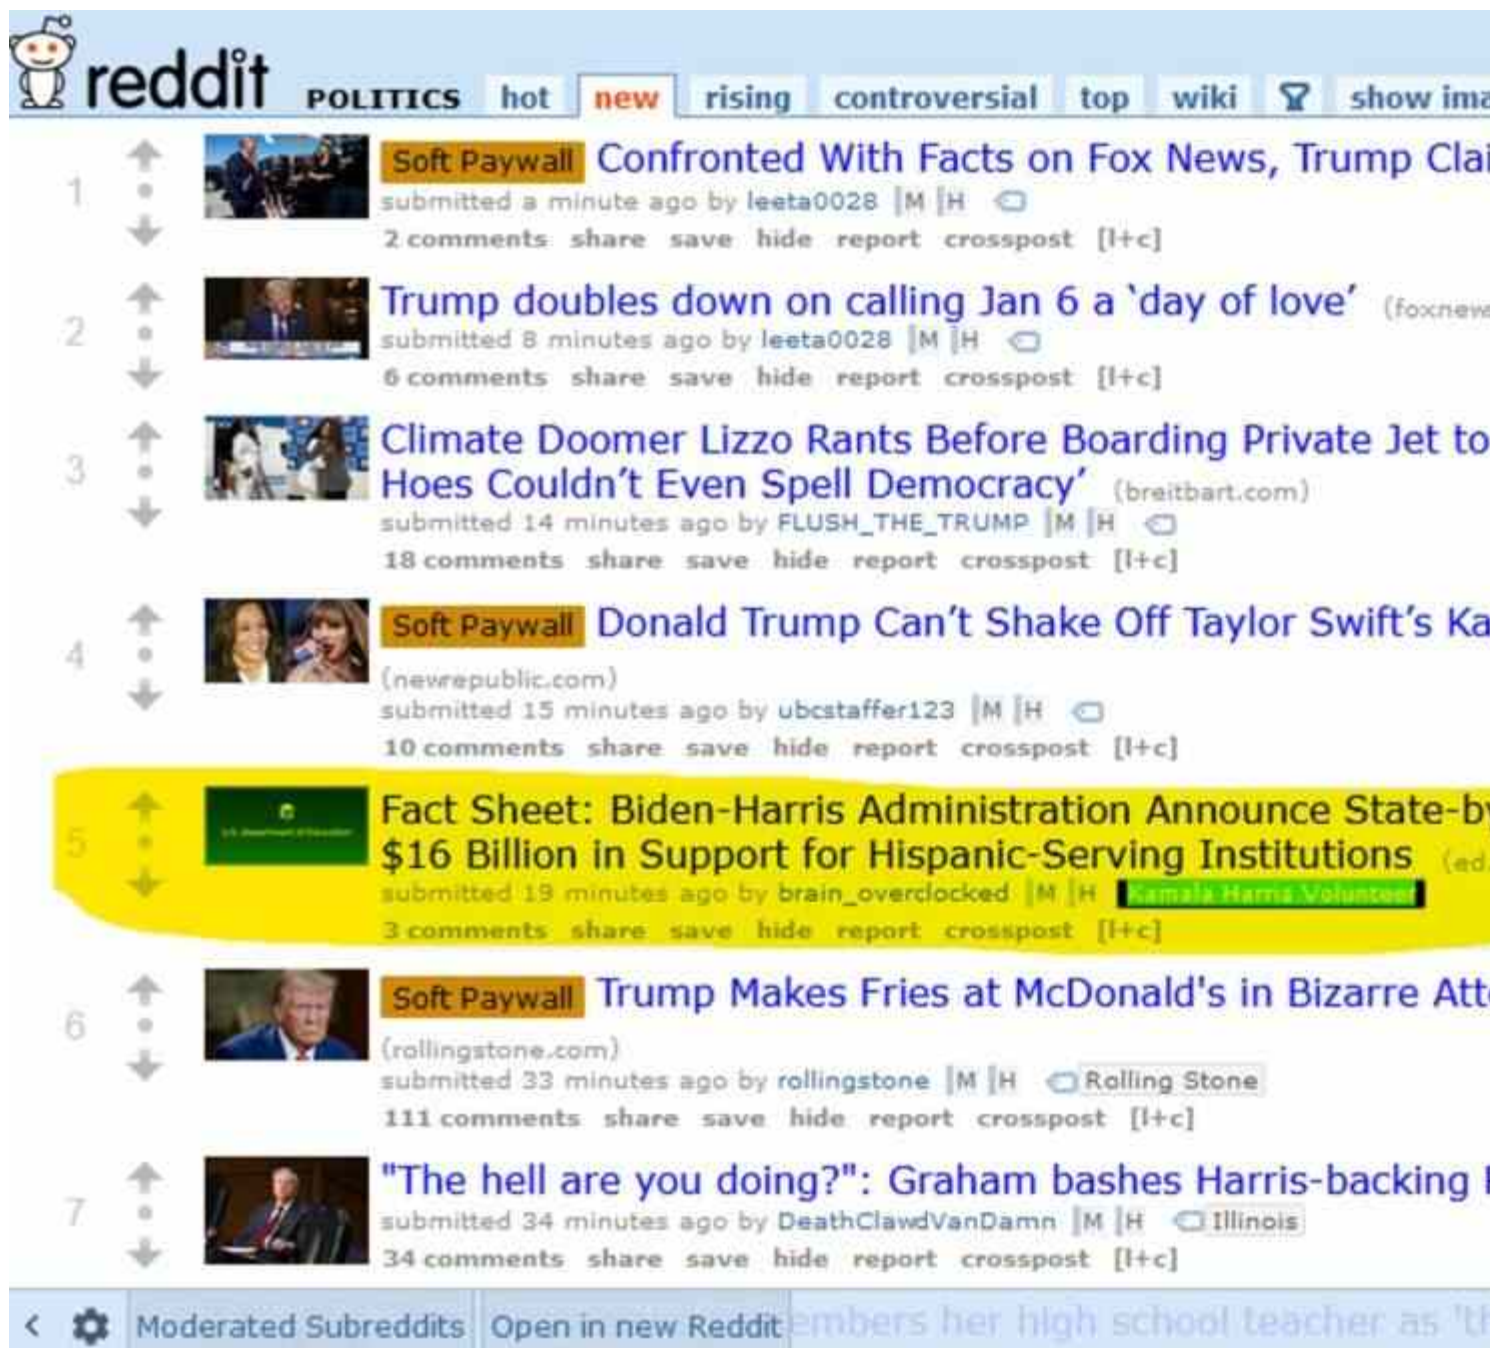 reddit POLITICS hot new rising controversial top wiki show ima
1
Soft Paywall Confronted With Facts on Fox News, Trump Clai
submitted a minute ago by leeta0028 |M |H
2 comments share save hide report crosspost [l+c]
2
Trump doubles down on calling Jan 6 a ‘day of love’ (foxnew
submitted 8 minutes ago by leeta0028 |M |H
6 comments share save hide report crosspost [l+c]
3
Climate Doomer Lizzo Rants Before Boarding Private Jet to
Hoes Couldn’t Even Spell Democracy’ (breitbart.com)
submitted 14 minutes ago by FLUSH_THE_TRUMP |M |H
18 comments share save hide report crosspost [l+c]
4
Soft Paywall Donald Trump Can’t Shake Off Taylor Swift’s Ka
(newrepublic.com)
submitted 15 minutes ago by ubcstaffer123 |M |H
10 comments share save hide report crosspost [l+c]
5
U.S. Department of Education
Fact Sheet: Biden-Harris Administration Announce State-by
$16 Billion in Support for Hispanic-Serving Institutions (ed.
submitted 19 minutes ago by brain_overclocked |M |H Kamala Harris Volunteer
3 comments share save hide report crosspost [l+c]
6
Soft Paywall Trump Makes Fries at McDonald's in Bizarre Att
(rollingstone.com)
submitted 33 minutes ago by rollingstone |M |H Rolling Stone
111 comments share save hide report crosspost [l+c]
7
"The hell are you doing?": Graham bashes Harris-backing
submitted 34 minutes ago by DeathClawdVanDamn |M |H Illinois
34 comments share save hide report crosspost [l+c]
Moderated Subreddits Open in new Reddit embers her high school teacher as 'th